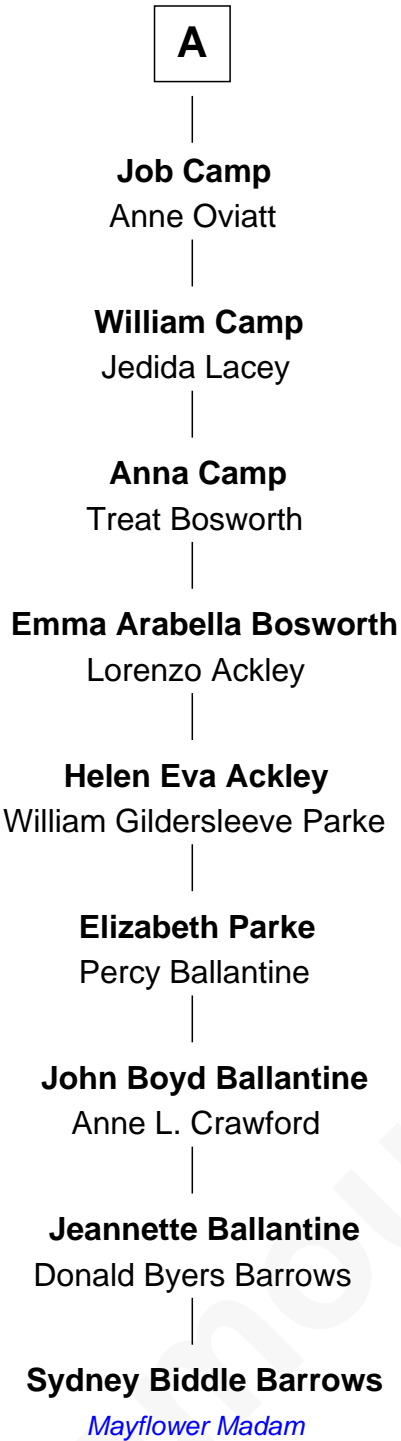 A
Job Camp
Anne Oviatt
William Camp
Jedida Lacey
Anna Camp
Treat Bosworth
Emma Arabella Bosworth
Lorenzo Ackley
Helen Eva Ackley
William Gildersleeve Parke
Elizabeth Parke
Percy Ballantine
John Boyd Ballantine
Anne L. Crawford
Jeannette Ballantine
Donald Byers Barrows
Sydney Biddle Barrows
Mayflower Madam